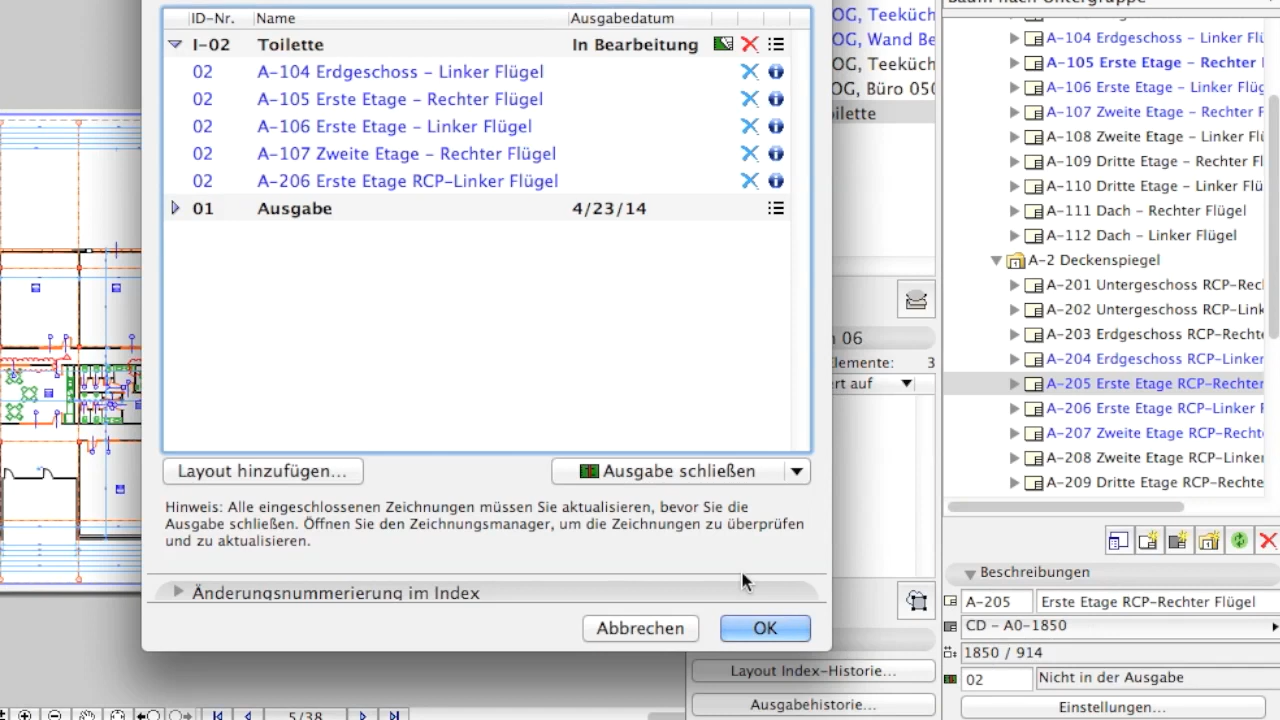 ID-Nr. Name Ausgabedatum
I-02 Toilette In Bearbeitung
02 A-104 Erdgeschoss - Linker Flügel
02 A-105 Erste Etage - Rechter Flügel
02 A-106 Erste Etage - Linker Flügel
02 A-107 Zweite Etage - Rechter Flügel
02 A-206 Erste Etage RCP-Linker Flügel
01 Ausgabe 4/23/14
Layout hinzufügen...
Ausgabe schließen
Hinweis: Alle eingeschlossenen Zeichnungen müssen Sie aktualisieren, bevor Sie die
Ausgabe schließen. Öffnen Sie den Zeichnungsmanager, um die Zeichnungen zu überprüfen
und zu aktualisieren.
Änderungsnummerierung im Index
Abbrechen
OK
OG, Teeküch
OG, Wand Be
OG, Teeküch
OG, Büro 050
ilette
06
lemente: 3
rt auf
Layout Index-Historie...
Ausgabehistorie...
5/38
Baum nach Untergruppe
A-104 Erdgeschoss - Linker Flü
A-105 Erste Etage - Rechter
A-106 Erste Etage - Linker Flüg
A-107 Zweite Etage - Rechter F
A-108 Zweite Etage - Linker Fl
A-109 Dritte Etage - Rechter Fl
A-110 Dritte Etage - Linker Flü
A-111 Dach - Rechter Flügel
A-112 Dach - Linker Flügel
A-2 Deckenspiegel
A-201 Untergeschoss RCP-Rec
A-202 Untergeschoss RCP-Link
A-203 Erdgeschoss RCP-Rechte
A-204 Erdgeschoss RCP-Linker
A-205 Erste Etage RCP-Rechter
A-206 Erste Etage RCP-Linker F
A-207 Zweite Etage RCP-Recht
A-208 Zweite Etage RCP-Linker
A-209 Dritte Etage RCP-Rechte
Beschreibungen
A-205 Erste Etage RCP-Rechter Flügel
CD - A0-1850
1850 / 914
02 Nicht in der Ausgabe
Einstellungen...